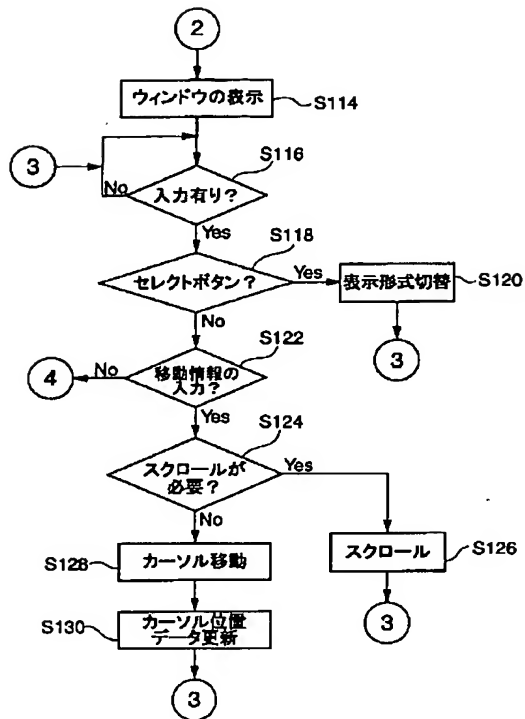 2
ウィンドウの表示
S114
3
S116
No
入力有り?
Yes
S118
セレクトボタン?
Yes
表示形式切替
S120
No
3
S122
4
No
移動情報の
入力?
Yes
S124
スクロールが
必要?
Yes
No
S128
カーソル移動
スクロール
S126
S130
カーソル位置
データ更新
3
3